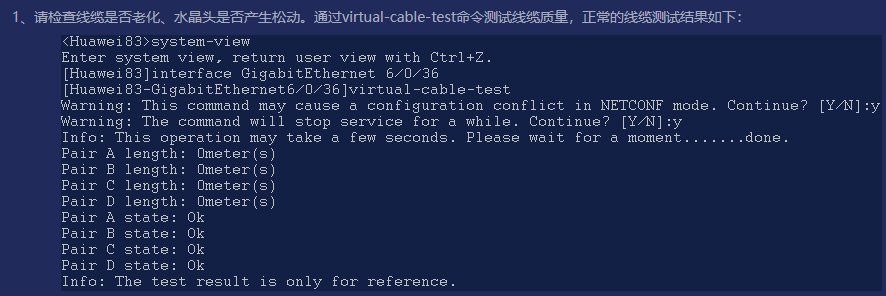 1、请检查线缆是否老化、水晶头是否产生松动。通过virtual-cable-test命令测试线缆质量，正常的线缆测试结果如下：
<Huawei83>system-view
Enter system view, return user view with Ctrl+Z.
[Huawei83]interface GigabitEthernet 6/0/36
[Huawei83-GigabitEthernet6/0/36]virtual-cable-test
Warning: This command may cause a configuration conflict in NETCONF mode. Continue? [Y/N]:y
Warning: The command will stop service for a while. Continue? [Y/N]:y
Info: This operation may take a few seconds. Please wait for a moment.......done.
Pair A length: 0meter(s)
Pair B length: 0meter(s)
Pair C length: 0meter(s)
Pair D length: 0meter(s)
Pair A state: Ok
Pair B state: Ok
Pair C state: Ok
Pair D state: Ok
Info: The test result is only for reference.